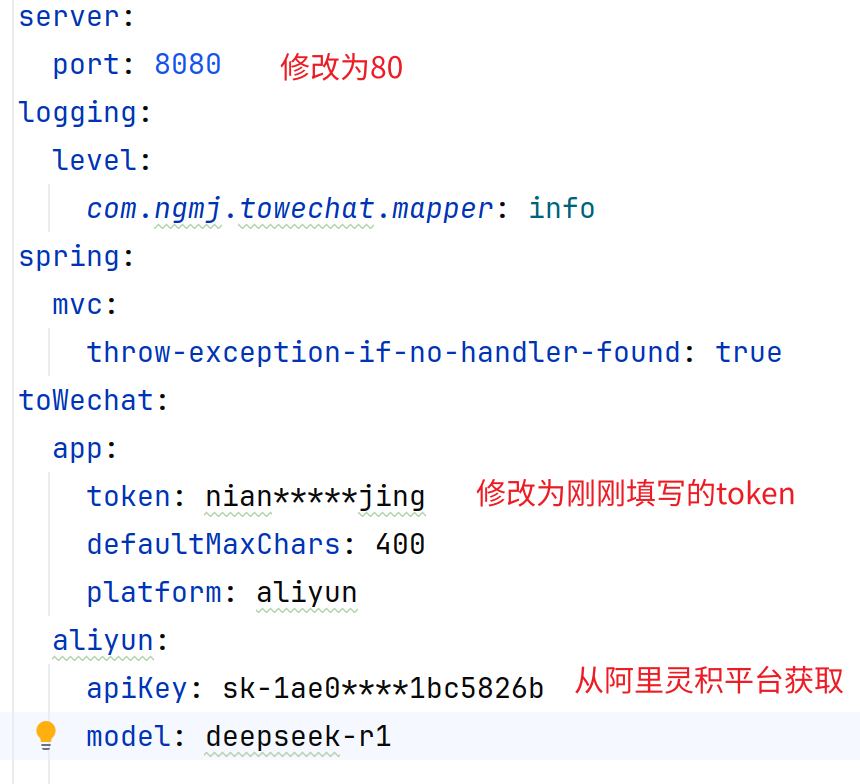 server:
port: 8080 修改为80
logging:
level:
com.ngmj.towechat.mapper: info
spring:
mvc:
throw-exception-if-no-handler-found: true
toWechat:
app:
token: nian*****jing 修改为刚刚填写的token
defaultMaxChars: 400
platform: aliyun
aliyun:
apiKey: sk-1ae0****1bc5826b 从阿里灵积平台获取
model: deepseek-r1